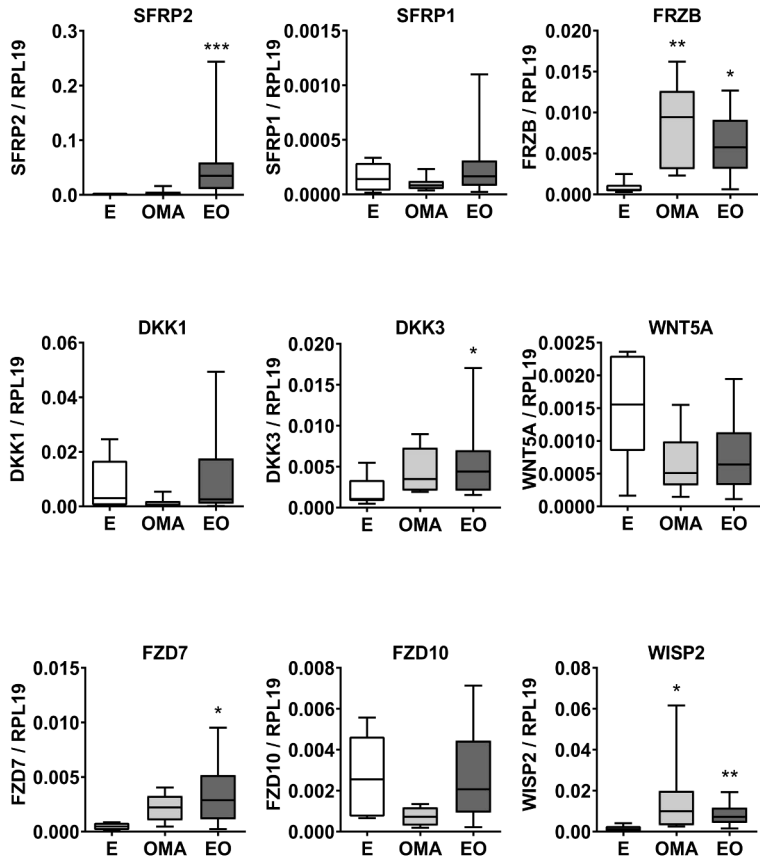 SFRP2
SFRP2 / RPL19
0.3
0.2
0.1
0.0
***
E OMA EO
SFRP1
SFRP1 / RPL19
0.0015
0.0010
0.0005
0.0000
E OMA EO
FRZB
FRZB / RPL19
0.020
0.015
0.010
0.005
0.000
**
*
E OMA EO
DKK1
DKK1 / RPL19
0.06
0.04
0.02
0.00
E OMA EO
DKK3
DKK3 / RPL19
0.020
0.015
0.010
0.005
0.000
*
E OMA EO
WNT5A
WNT5A / RPL19
0.0025
0.0020
0.0015
0.0010
0.0005
0.0000
E OMA EO
FZD7
FZD7 / RPL19
0.015
0.010
0.005
0.000
*
E OMA EO
FZD10
FZD10 / RPL19
0.008
0.006
0.004
0.002
0.000
E OMA EO
WISP2
WISP2 / RPL19
0.08
0.06
0.04
0.02
0.00
*
**
E OMA EO